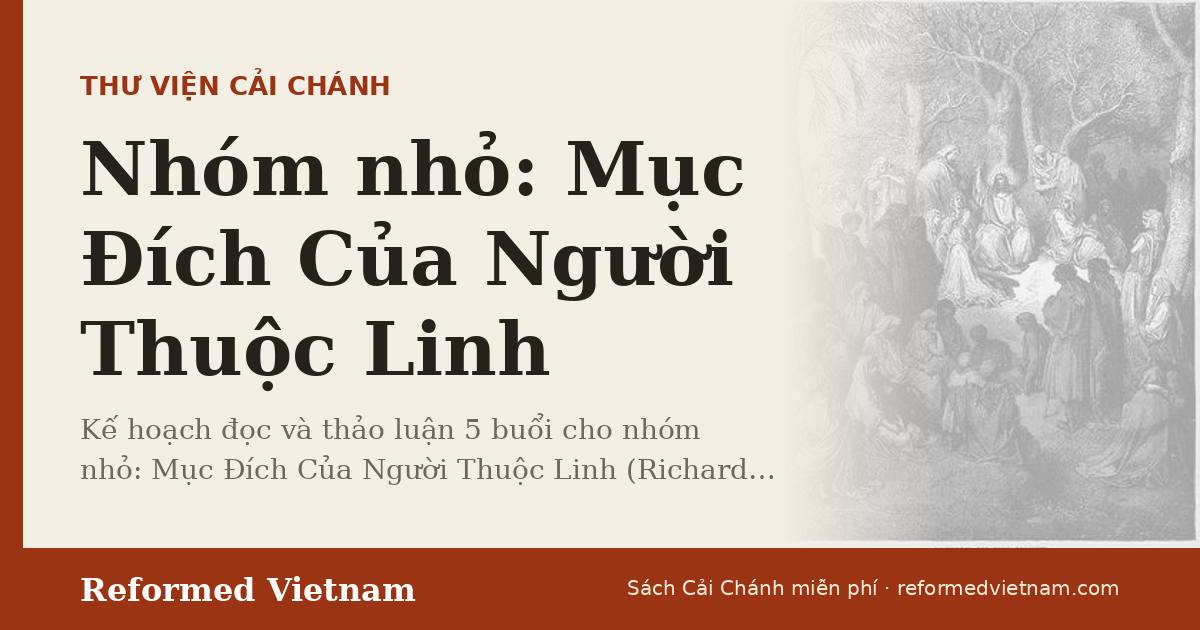 THƯ VIỆN CẢI CHÁNH
Nhóm nhỏ: Mục
Đích Của Người
Thuộc Linh
Kế hoạch đọc và thảo luận 5 buổi cho nhóm
nhỏ: Mục Đích Của Người Thuộc Linh (Richard…
Reformed Vietnam
Sách Cải Chánh miễn phí · reformedvietnam.com